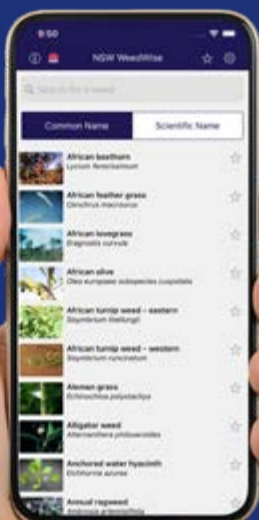 9:50
NSW WeedWise
Search for a weed
Common Name
Scientific Name
African boxthorn
Lycium ferocissimum
African feather grass
Cenchrus macrourus
African lovegrass
Eragrostis curvula
African olive
Olea europaea subspecies cuspidata
African turnip weed – eastern
Sisymbrium thellungii
African turnip weed – western
Sisymbrium runcinatum
Aleman grass
Echinochloa polystachya
Alligator weed
Alternanthera philoxeroides
Anchored water hyacinth
Eichhornia azurea
Annual ragweed
Ambrosia artemisiifolia